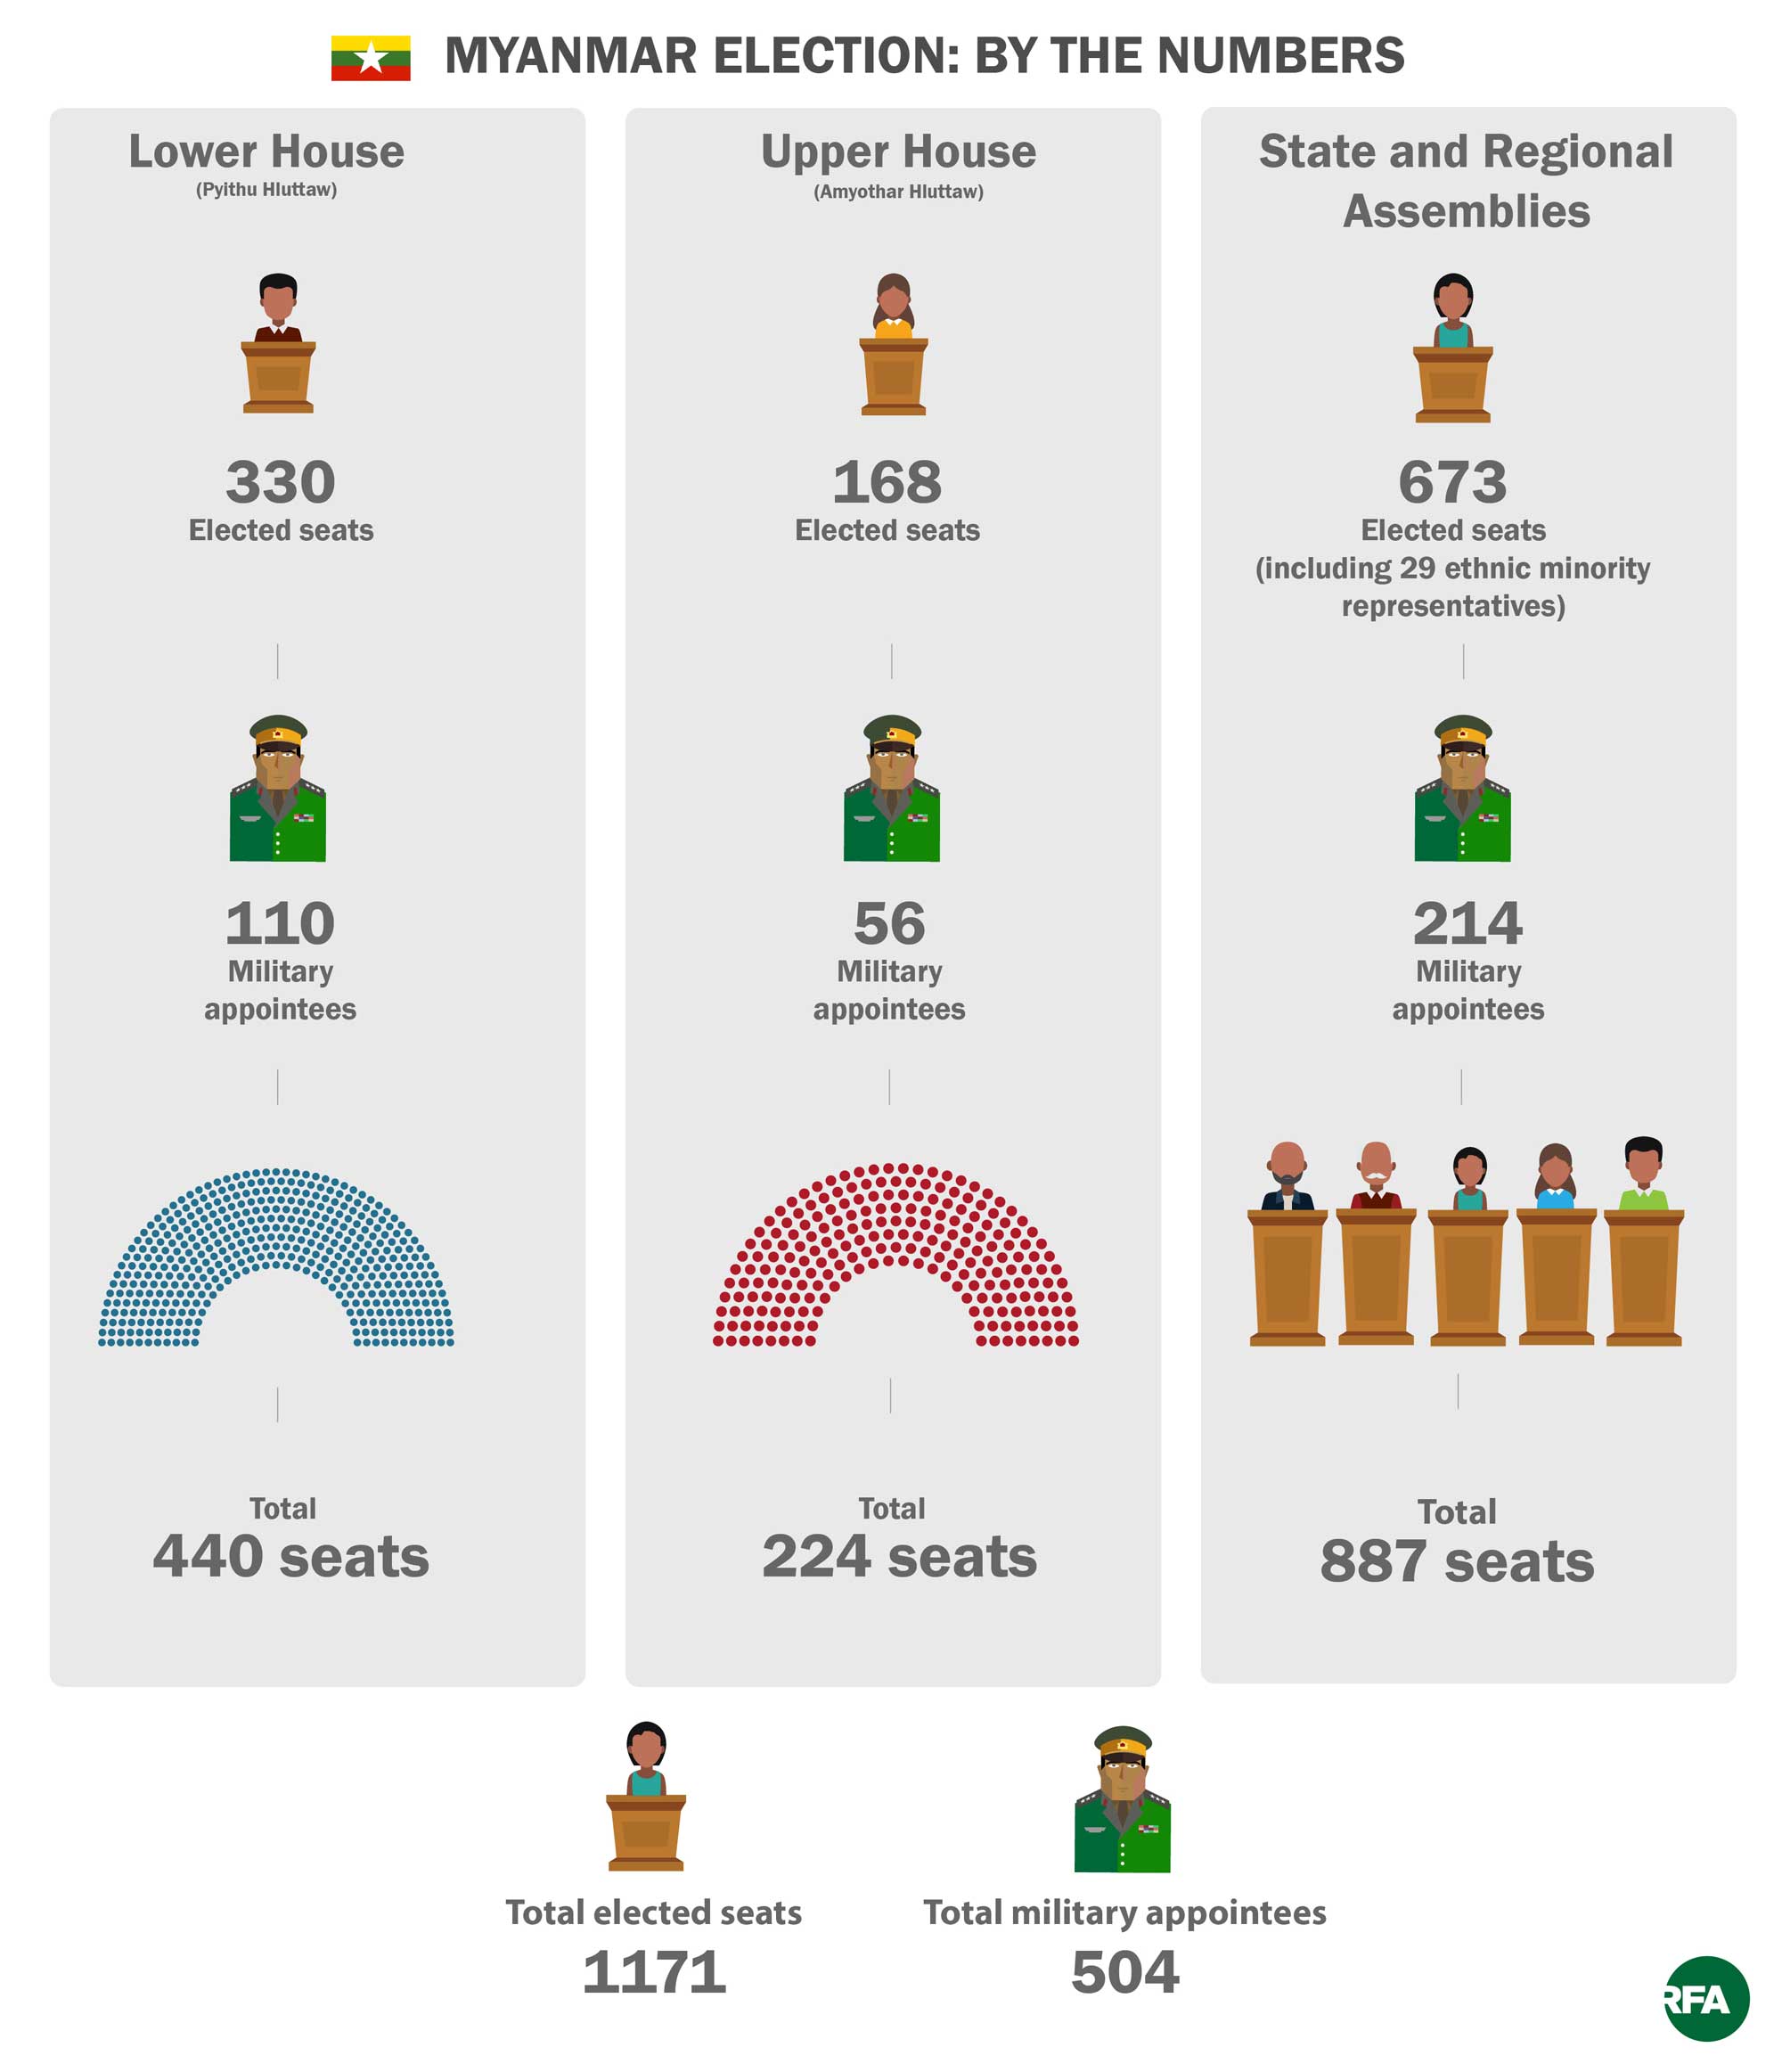 MYANMAR ELECTION: BY THE NUMBERS
Lower House
(Pyithu Hluttaw)
330
Elected seats
110
Military
appointees
Total
440 seats
Upper House
(Amyothar Hluttaw)
168
Elected seats
56
Military
appointees
Total
224 seats
State and Regional
Assemblies
673
Elected seats
(including 29 ethnic minority
representatives)
214
Military
appointees
Total
887 seats
Total elected seats
1171
Total military appointees
504
RFA